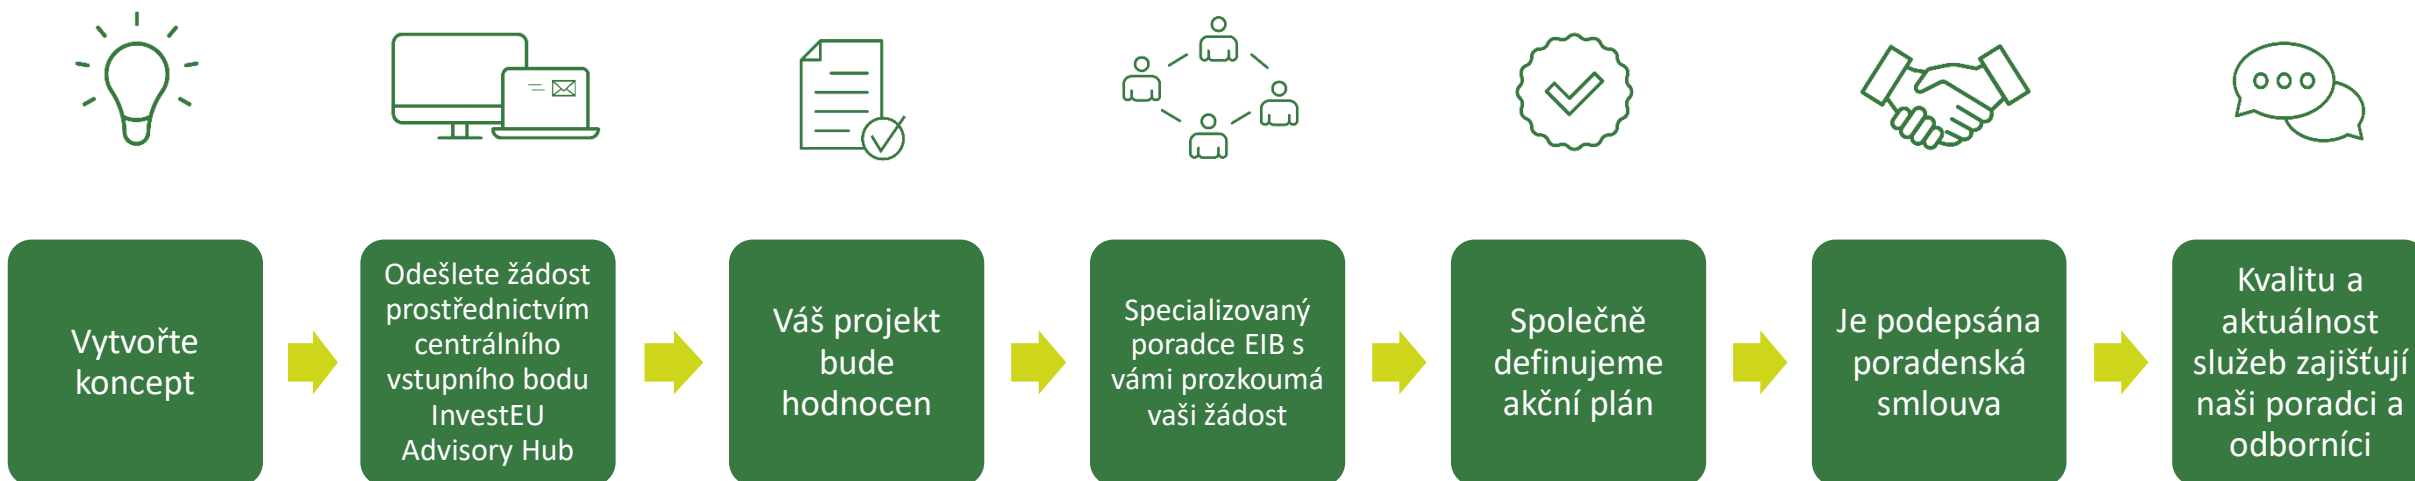 Vytvořte
koncept
Odešlete žádost
prostřednictvím
centrálního
vstupního bodu
InvestEU
Advisory Hub
Váš projekt
bude
hodnocen
Specializovaný
poradce EIB s
vámi prozkoumá
vaši žádost
Společně
definujeme
akční plán
Je podepsána
poradenská
smlouva
Kvalitu a
aktuálnost
služeb zajišťují
naši poradci a
odborníci